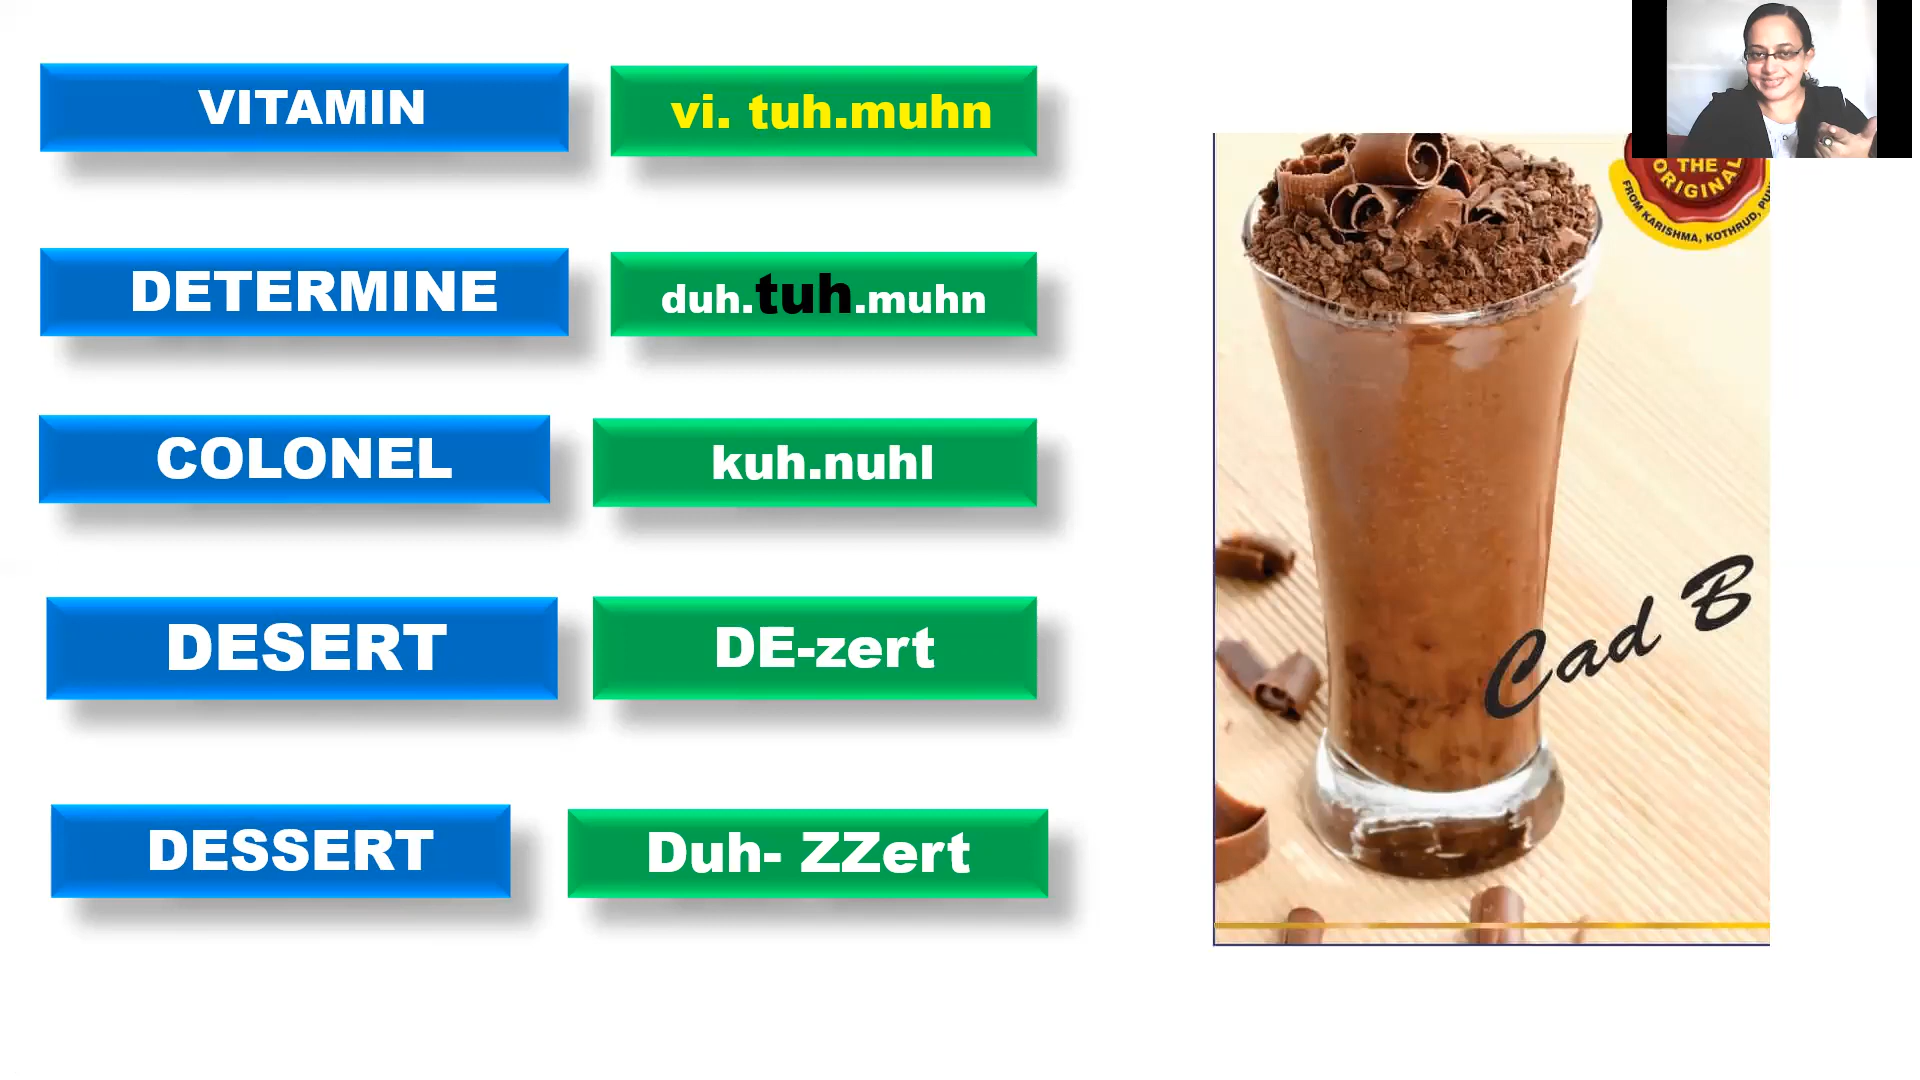 VITAMIN
vi. tuh.muhn
DETERMINE
duh.tuh.muhn
COLONEL
kuh.nuhl
DESERT
DE-zert
DESSERT
Duh- ZZert
THE
ORIGINAL
FROM KARISHMA, KOTHRUD,
Cad B